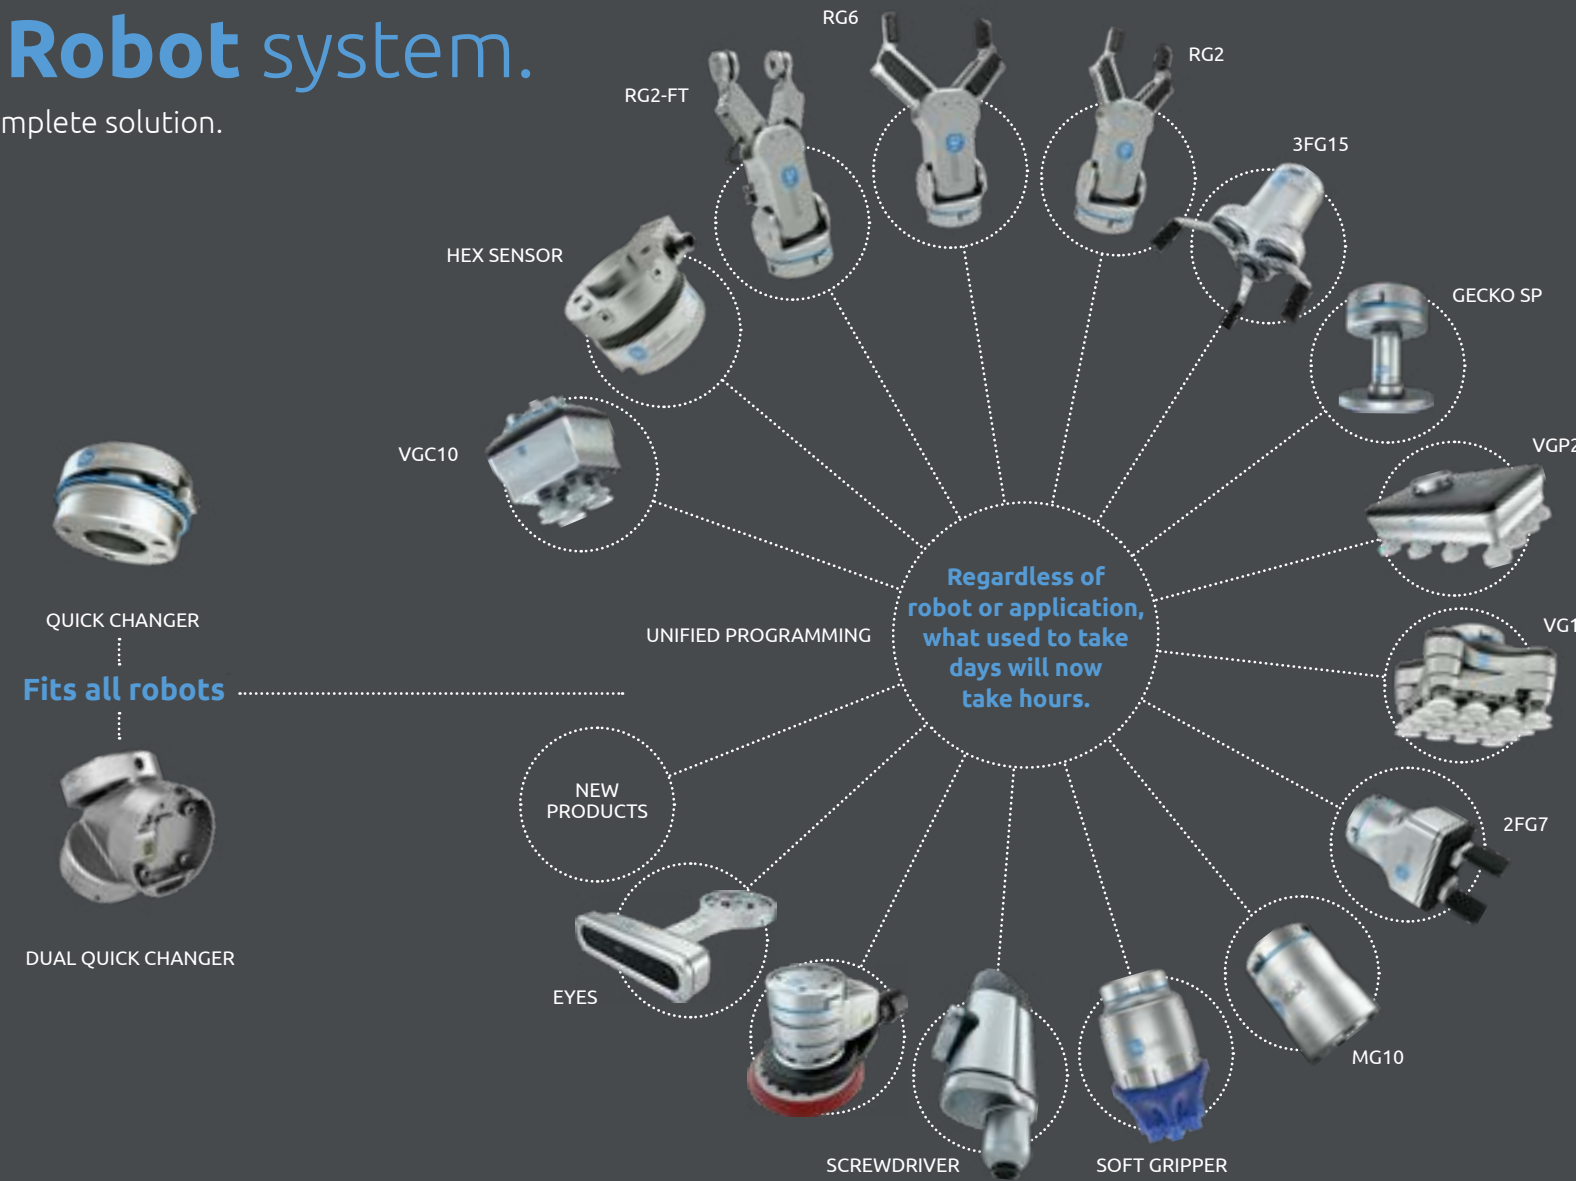 Robot system.
mplete solution.
RG6
RG2
RG2-FT
3FG15
HEX SENSOR
GECKO SP
VGC10
VGP2
QUICK CHANGER
Fits all robots
DUAL QUICK CHANGER
UNIFIED PROGRAMMING
Regardless of
robot or application,
what used to take
days will now
take hours.
VG1
NEW
PRODUCTS
2FG7
EYES
MG10
SCREWDRIVER
SOFT GRIPPER